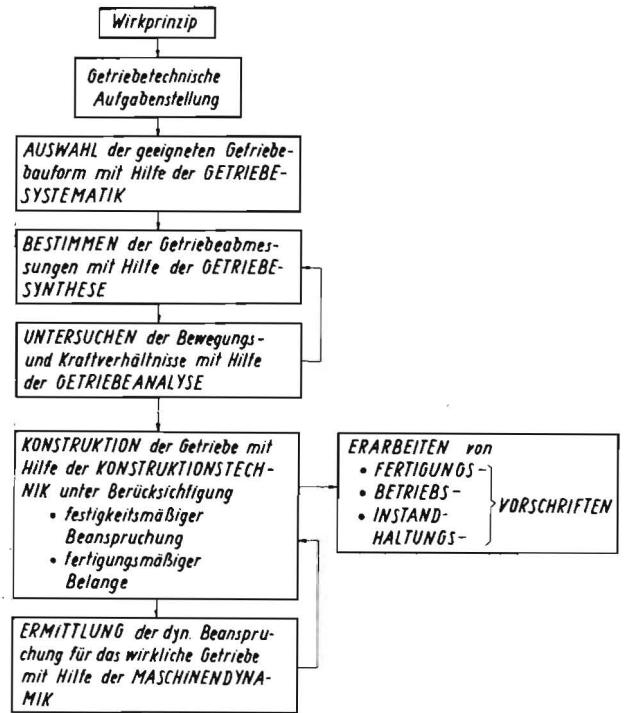 Wirkprinzip
Getriebetechnische
Aufgabenstellung
AUSWAHL der geeigneten Getriebe-
bauform mit Hilfe der GETRIEBE-
SYSTEMATIK
BESTIMMEN der Getriebeabmes-
sungen mit Hilfe der GETRIEBE-
SYNTHESE
UNTERSUCHEN der Bewegungs-
und Kraftverhältnisse mit Hilfe
der GETRIEBEANALYSE
KONSTRUKTION der Getriebe mit
Hilfe der KONSTRUKTIONSTECH-
NIK unter Berücksichtigung
• festigkeitsmäßiger
Beanspruchung
• fertigungsmäßiger
Belange
ERARBEITEN von
• FERTIGUNGS-
• BETRIEBS-
• INSTAND-
HALTUNGS-
VORSCHRIFTEN
ERMITTLUNG der dyn. Beanspru-
chung für das wirkliche Getriebe
mit Hilfe der MASCHINENDYNA-
MIK